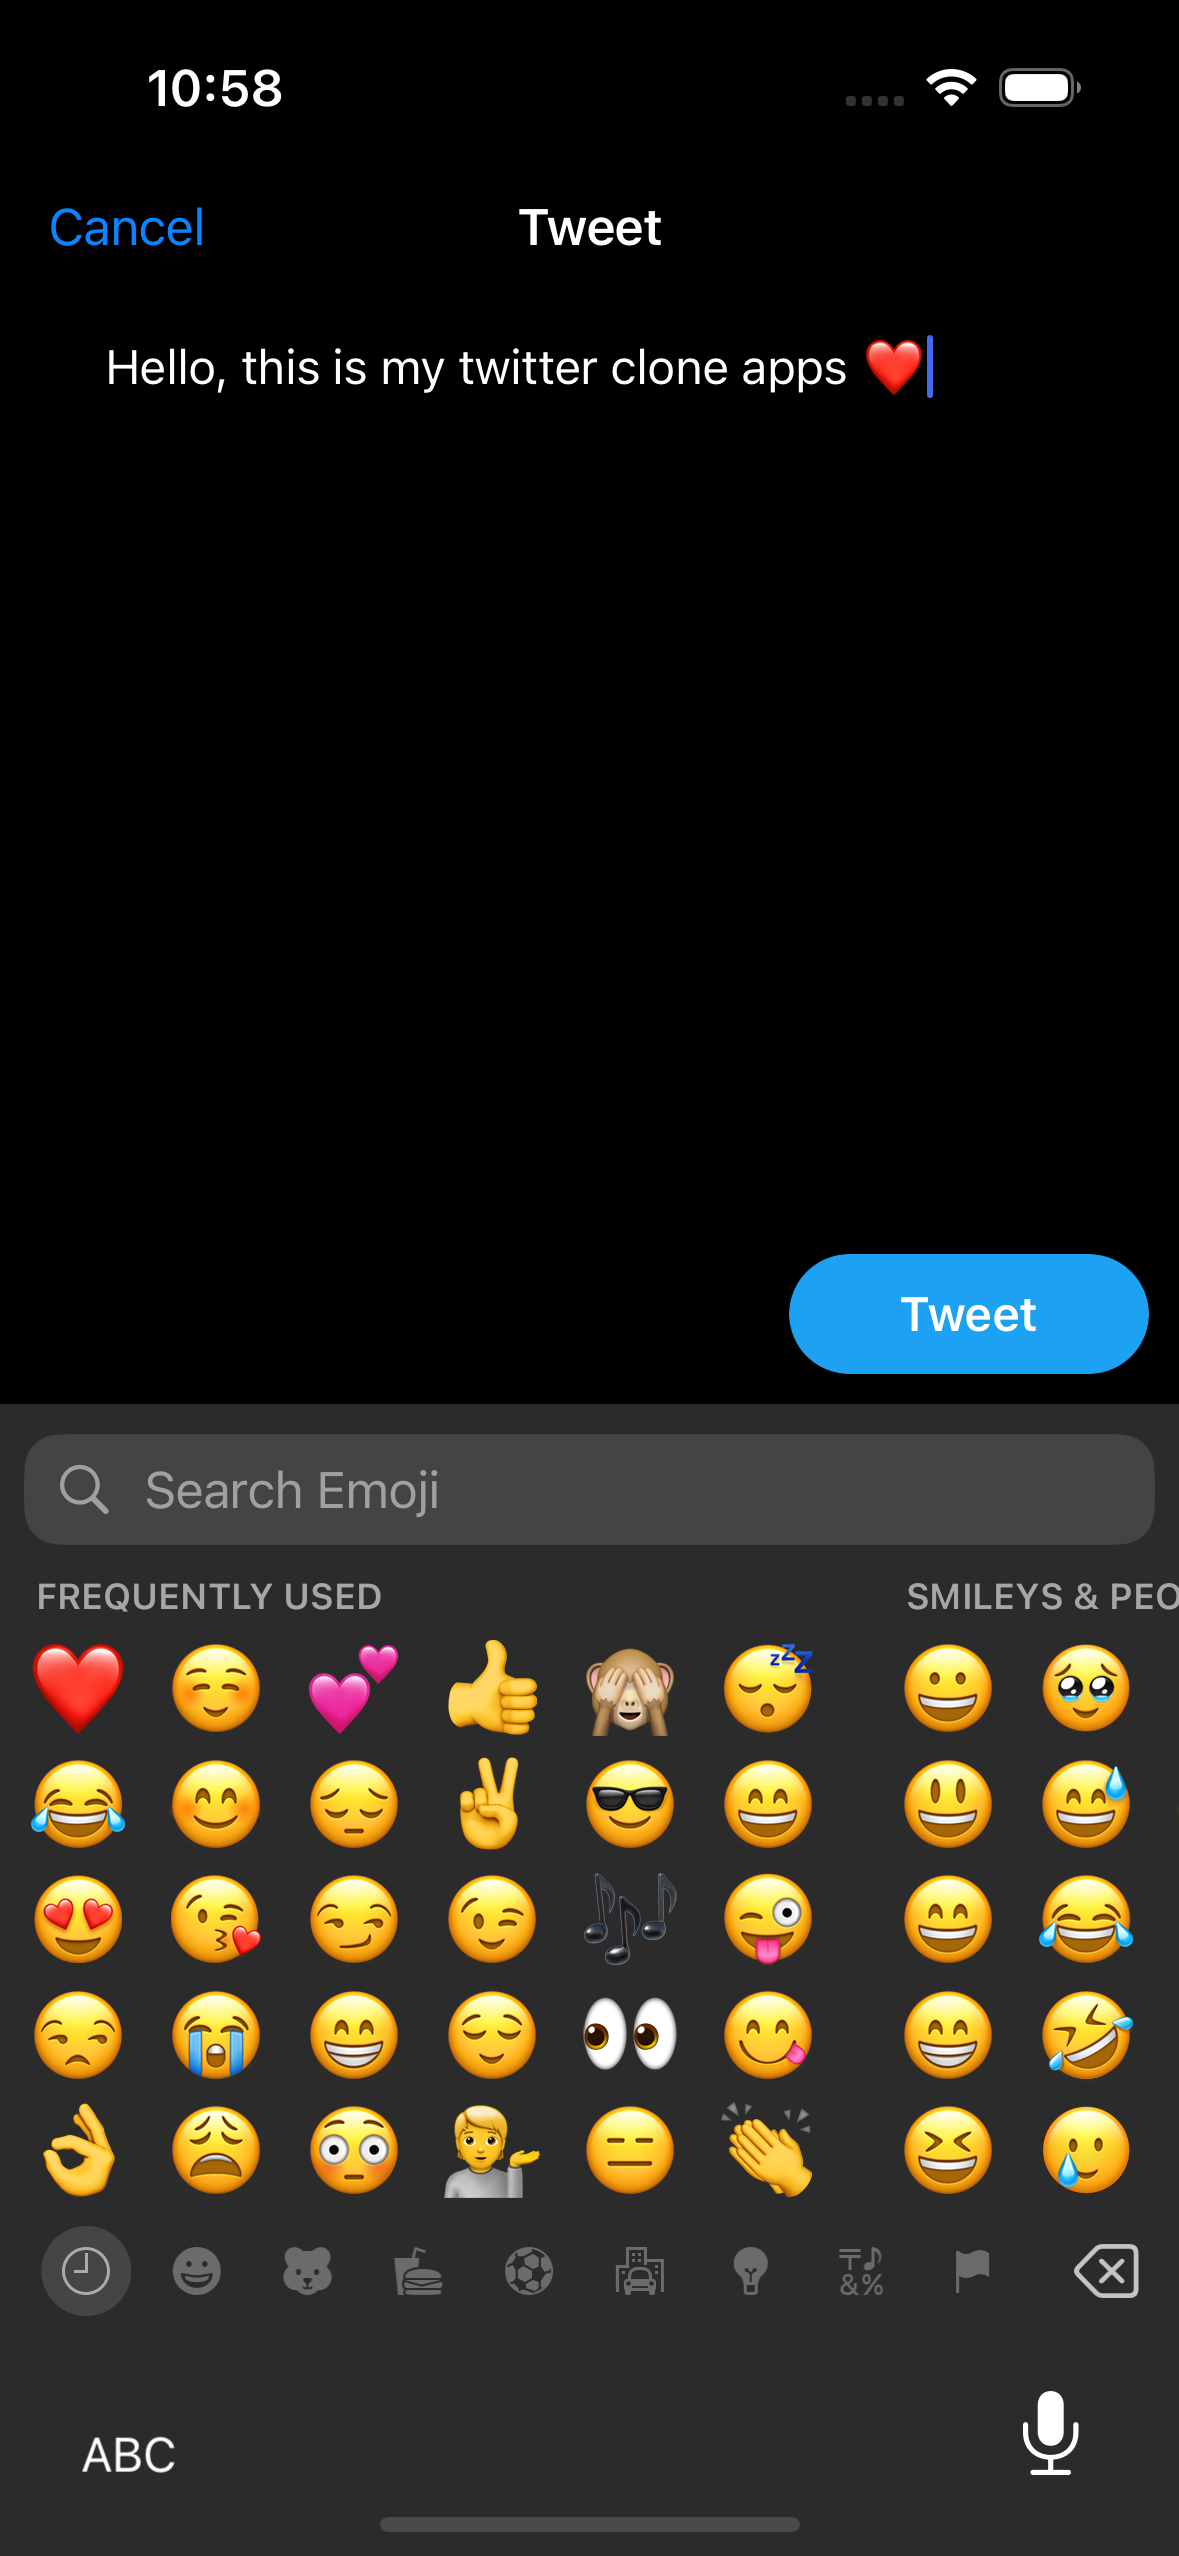 10:58
Cancel
Tweet
Hello, this is my twitter clone apps ❤️
Tweet
Search Emoji
FREQUENTLY USED
SMILEYS & PEO
ABC